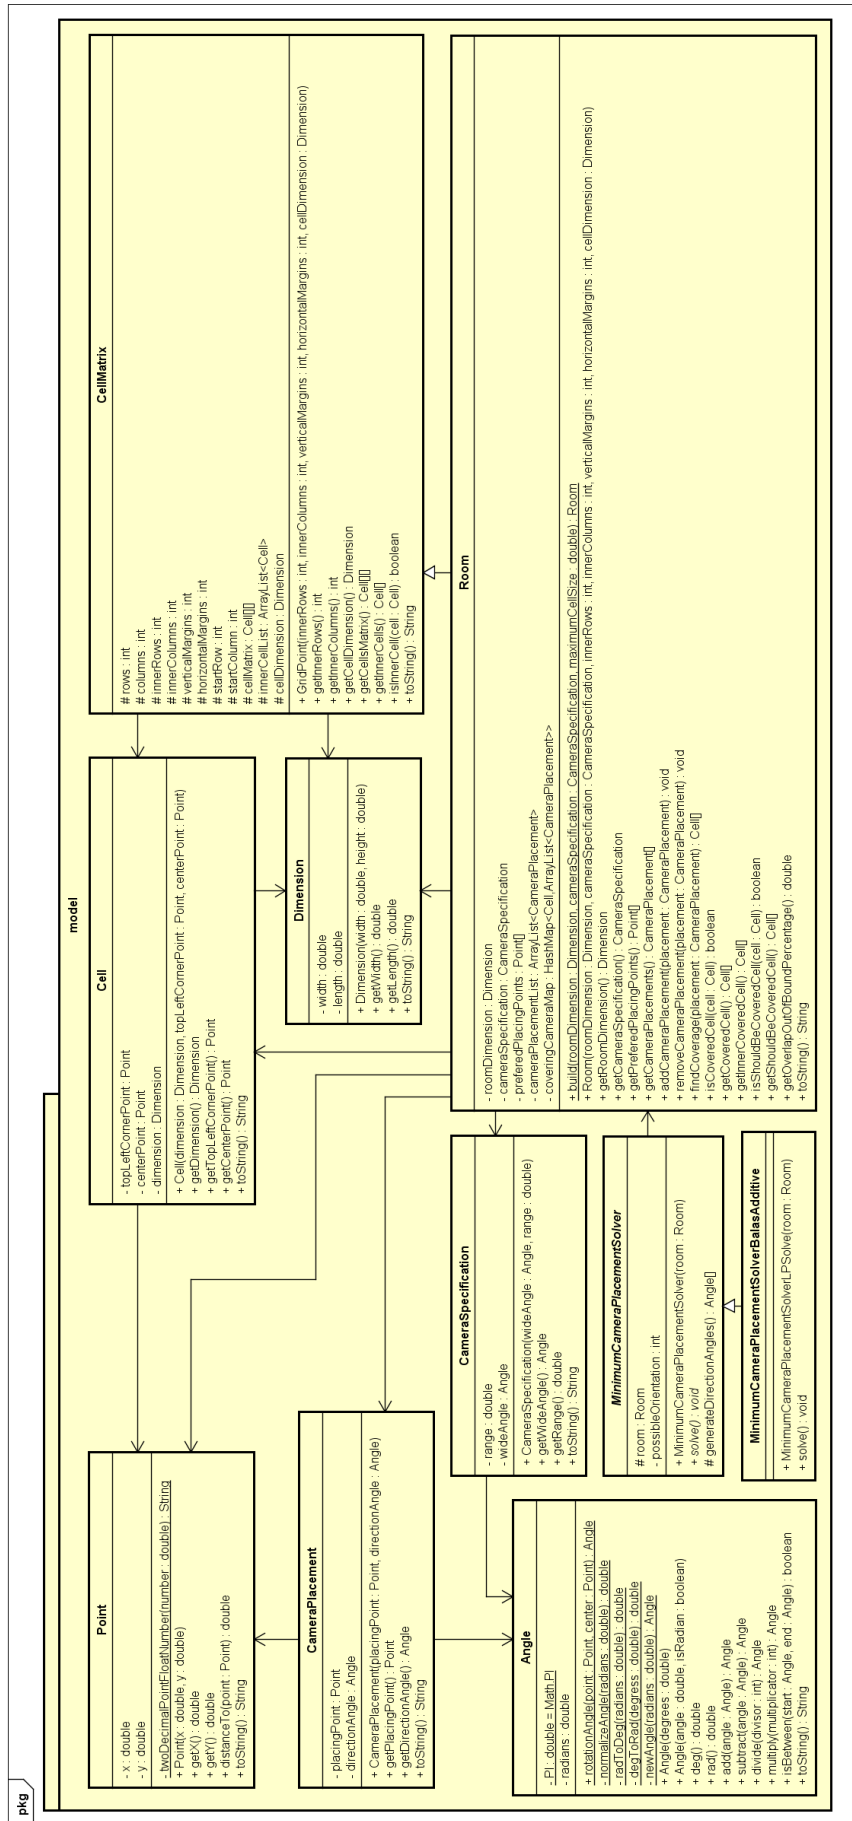 pkg
model
Point
- x : double
- y : double
- twoDecimalPointFloatNumber(number : double) : String
+ Point(x : double, y : double)
+ getX() : double
+ getY() : double
+ distanceTo(point : Point) : double
+ toString() : String
Cell
- topLeftCornerPoint : Point
- centerPoint : Point
- dimension : Dimension
+ Cell(dimension : Dimension, topLeftCornerPoint : Point, centerPoint : Point)
+ getDimension() : Dimension
+ getTopLeftCornerPoint() : Point
+ getCenterPoint() : Point
+ toString() : String
CellMatrix
# rows : int
# columns : int
# innerRows : int
# innerColumns : int
# verticalMargins : int
# horizontalMargins : int
# startRow : int
# startColumn : int
# cellMatrix : Cell[][]
# innerCellList : ArrayList<Cell>
# cellDimension : Dimension
+ GridPoint(innerRows : int, innerColumns : int, verticalMargins : int, horizontalMargins : int, cellDimension : Dimension)
+ getInnerRows() : int
+ getInnerColumns() : int
+ getCellDimension() : Dimension
+ getCellsMatrix() : Cell[][]
+ getInnerCells() : Cell[]
+ isInnerCell(cell : Cell) : boolean
+ toString() : String
CameraPlacement
- placingPoint : Point
- directionAngle : Angle
+ CameraPlacement(placingPoint : Point, directionAngle : Angle)
+ getPlacingPoint() : Point
+ getDirectionAngle() : Angle
+ toString() : String
Dimension
- width : double
- length : double
+ Dimension(width : double, height : double)
+ getWidth() : double
+ getLength() : double
+ toString() : String
CameraSpecification
- range : double
- wideAngle : Angle
+ CameraSpecification(wideAngle : Angle, range : double)
+ getWideAngle() : Angle
+ getRange() : double
+ toString() : String
Room
- roomDimension : Dimension
- cameraSpecification : CameraSpecification
- preferedPlacingPoints : Point[]
- cameraPlacementList : ArrayList<CameraPlacement>
- coveringCameraMap : HashMap<Cell,ArrayList<CameraPlacement>>
+ build(roomDimension : Dimension, cameraSpecification : CameraSpecification, maximumCellSize : double) : Room
+ Room(roomDimension : Dimension, cameraSpecification : CameraSpecification, innerRows : int, innerColumns : int, verticalMargins : int, horizontalMargins : int, cellDimension : Dimension)
+ getRoomDimension() : Dimension
+ getCameraSpecification() : CameraSpecification
+ getPreferedPlacingPoints() : Point[]
+ getCameraPlacements() : CameraPlacement[]
+ addCameraPlacement(placement : CameraPlacement) : void
+ removeCameraPlacement(placement : CameraPlacement) : void
+ findCoverage(placement : CameraPlacement) : Cell[]
+ isCoveredCell(cell : Cell) : boolean
+ getCoveredCell() : Cell[]
+ getInnerCoveredCell() : Cell[]
+ isShouldBeCoveredCell(cell : Cell) : boolean
+ getShouldBeCoveredCell() : Cell[]
+ getOverlapOutOfBoundPercentage() : double
+ toString() : String
Angle
- PI : double = Math.PI
- radians : double
+ rotationAngle(point : Point, center : Point) : Angle
- normalizeAngle(radians : double) : double
- radToDeg(radians : double) : double
- degToRad(degress : double) : double
- newAngle(radians : double) : Angle
+ Angle(degrees : double)
+ Angle(angle : double, isRadian : boolean)
+ deg() : double
+ rad() : double
+ add(angle : Angle) : Angle
+ subtract(angle : Angle) : Angle
+ divide(divisor : int) : Angle
+ multiply(multiplicator : int) : Angle
+ isBetween(start : Angle, end : Angle) : boolean
+ toString() : String
MinimumCameraPlacementSolver
# room : Room
- possibleOrientation : int
+ MinimumCameraPlacementSolver(room : Room)
+ solve() : void
# generateDirectionAngles() : Angle[]
MinimumCameraPlacementSolverBalasAdditive
+ MinimumCameraPlacementSolverLPSolve(room : Room)
+ solve() : void